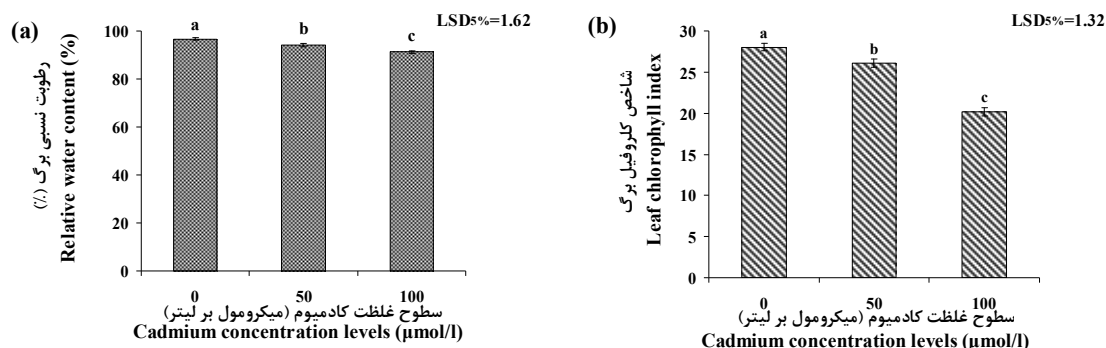 (a)
LSD5%=1.62
رطوبت نسبی برگ (٪)
Relative water content (%)
100
80
60
40
20
0
a
b
c
0 50 100
سطوح غلظت کادمیوم (میکرومول بر لیتر)
Cadmium concentration levels (µmol/l)
(b)
LSD5%=1.32
شاخص کلروفیل برگ
Leaf chlorophyll index
30
25
20
15
10
5
0
a
b
c
0 50 100
سطوح غلظت کادمیوم (میکرومول بر لیتر)
Cadmium concentration levels (µmol/l)